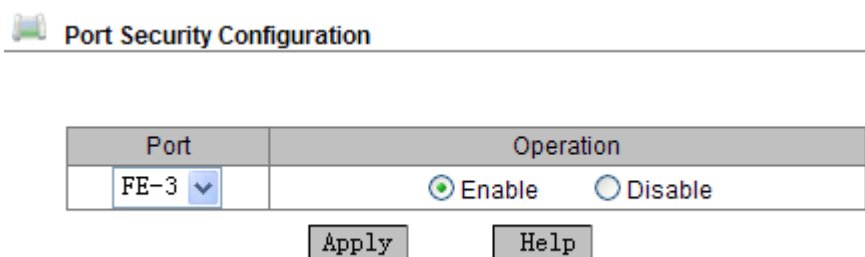 Port Security Configuration
Port Operation
FE-3 Enable Disable
Apply Help